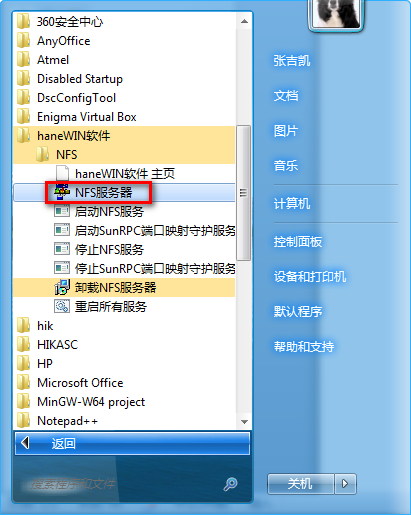 360安全中心
AnyOffice
Atmel
Disabled Startup
DscConfigTool
Enigma Virtual Box
haneWIN软件
NFS
haneWIN软件 主页
NFS服务器
启动NFS服务
启动SunRPC端口映射守护服务
停止NFS服务
停止SunRPC端口映射守护服务
卸载NFS服务器
重启所有服务
hik
HIKASC
HP
Microsoft Office
MinGW-W64 project
Notepad++
返回
搜索程序和文件
张吉凯
文档
图片
音乐
计算机
控制面板
设备和打印机
默认程序
帮助和支持
关机